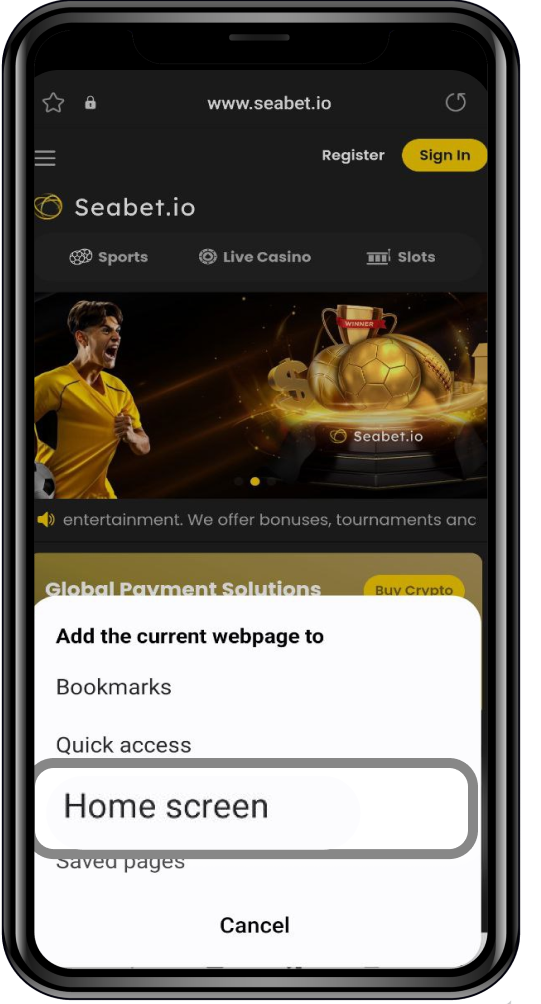 www.seabet.io
Register Sign In
Seabet.io
Sports Live Casino Slots
WINNER
Seabet.io
entertainment. We offer bonuses, tournaments anc
Global Payment Solutions Buy Crypto
Add the current webpage to
Bookmarks
Quick access
Home screen
Saved pages
Cancel